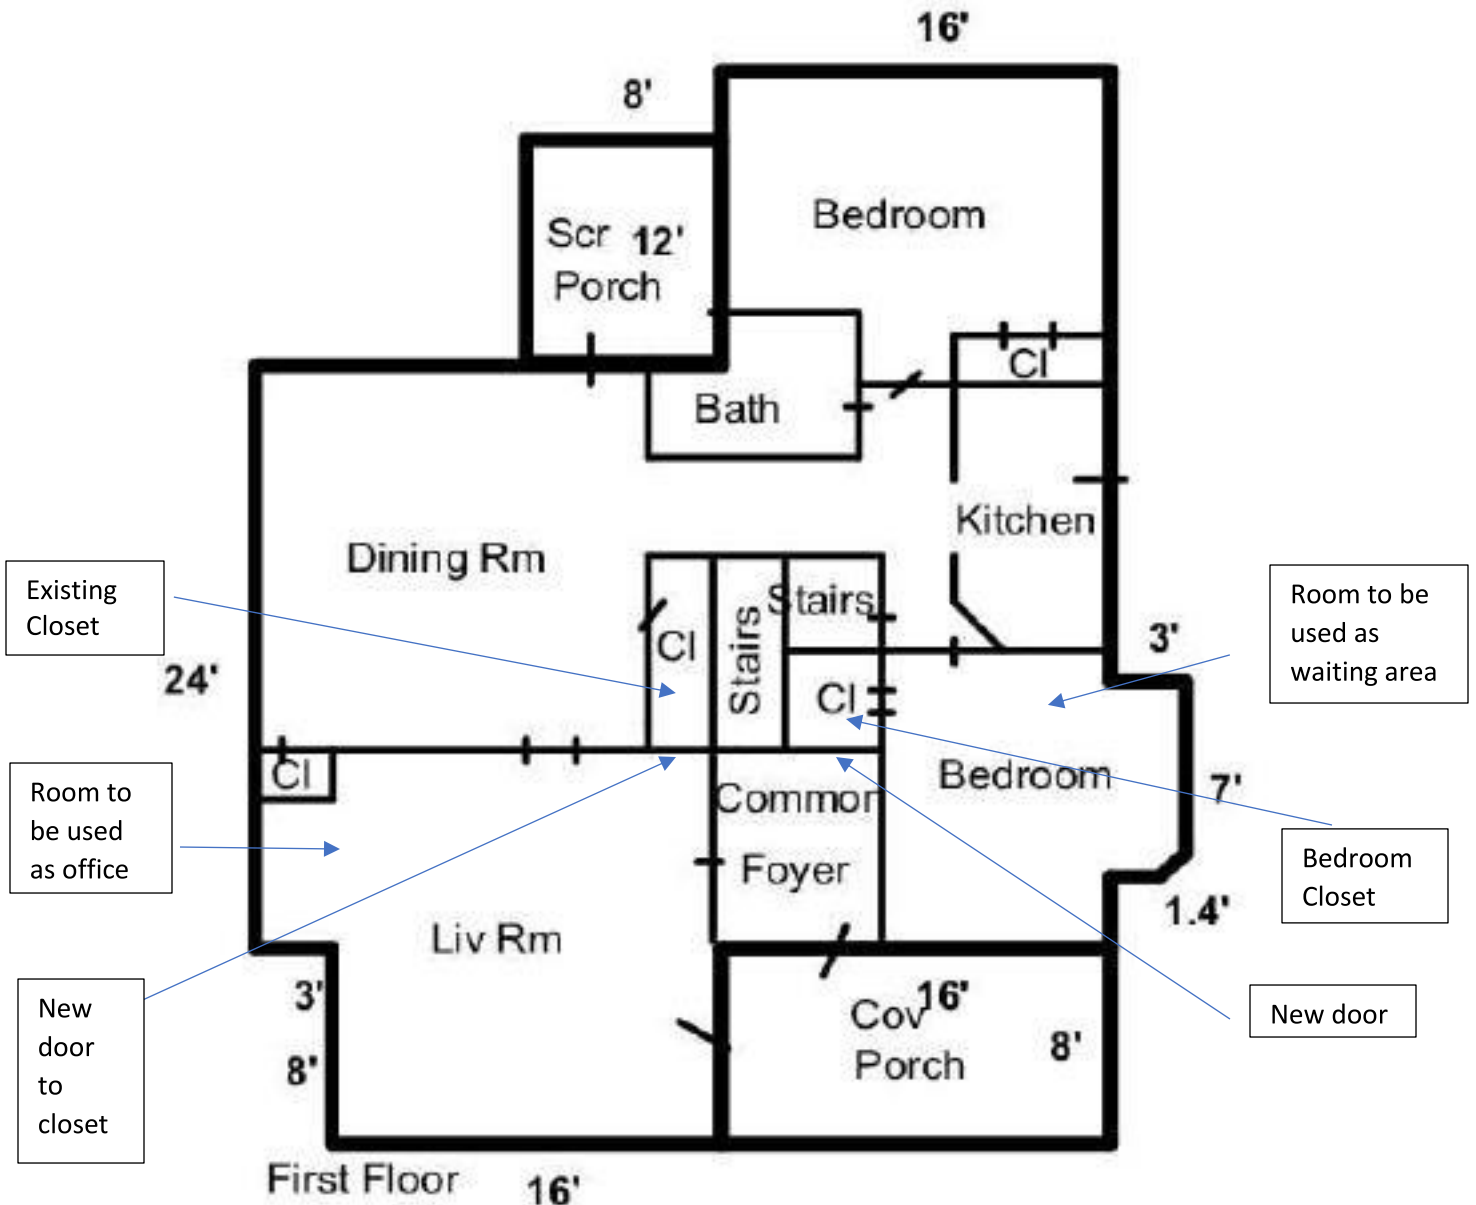 16'
8'
Bedroom
Scr 12'
Porch
Cl
Bath
Kitchen
Dining Rm
Existing
Closet
Stairs
Stairs
Cl
Room to be
used as
waiting area
3'
24'
Cl
Cl
Bedroom
7'
Room to
be used
as office
Common
Foyer
Bedroom
Closet
1.4'
Liv Rm
3'
8'
New
door
to
closet
16'
Cov
Porch
8'
New door
First Floor
16'